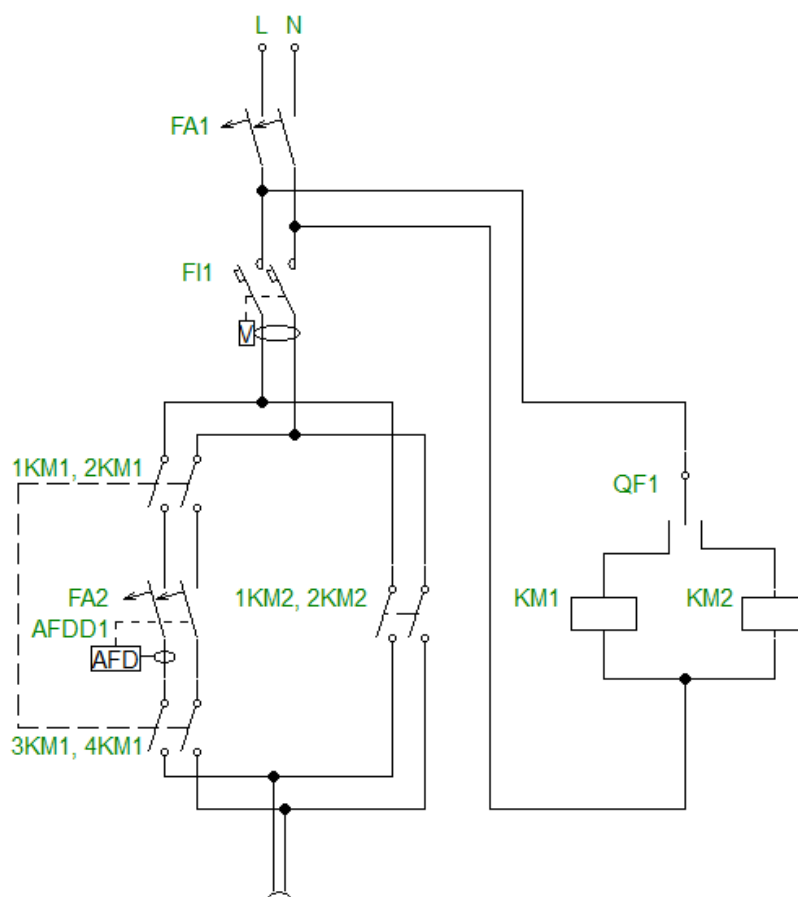 L N
FA1
FI1
V
1KM1, 2KM1
QF1
FA2
1KM2, 2KM2
KM1
KM2
AFDD1
AFD
3KM1, 4KM1